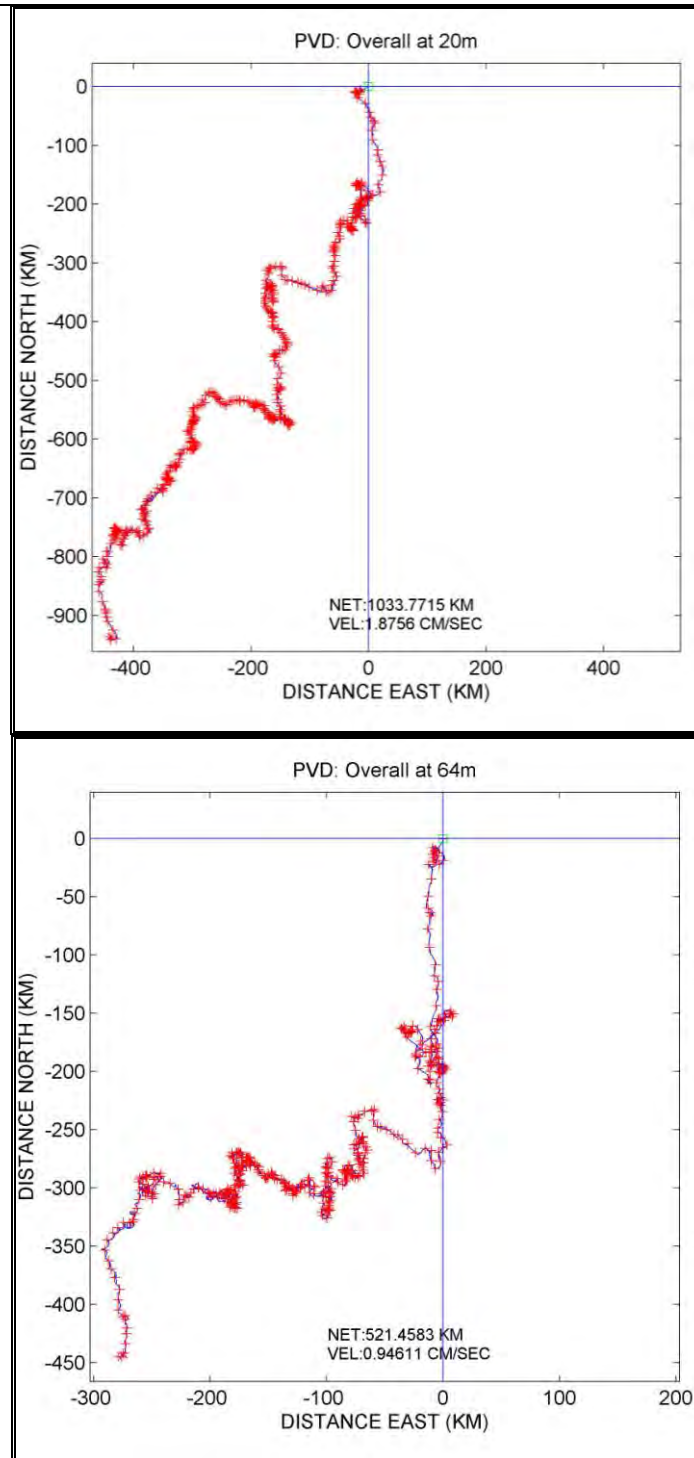 PVD: Overall at 20m
0
-100
-200
-300
-400
-500
-600
-700
-800
-900
DISTANCE NORTH (KM)
NET:1033.7715 KM
VEL:1.8756 CM/SEC
-400 -200 0 200 400
DISTANCE EAST (KM)
PVD: Overall at 64m
0
-50
-100
-150
-200
-250
-300
-350
-400
-450
DISTANCE NORTH (KM)
NET:521.4583 KM
VEL:0.94611 CM/SEC
-300 -200 -100 0 100 200
DISTANCE EAST (KM)